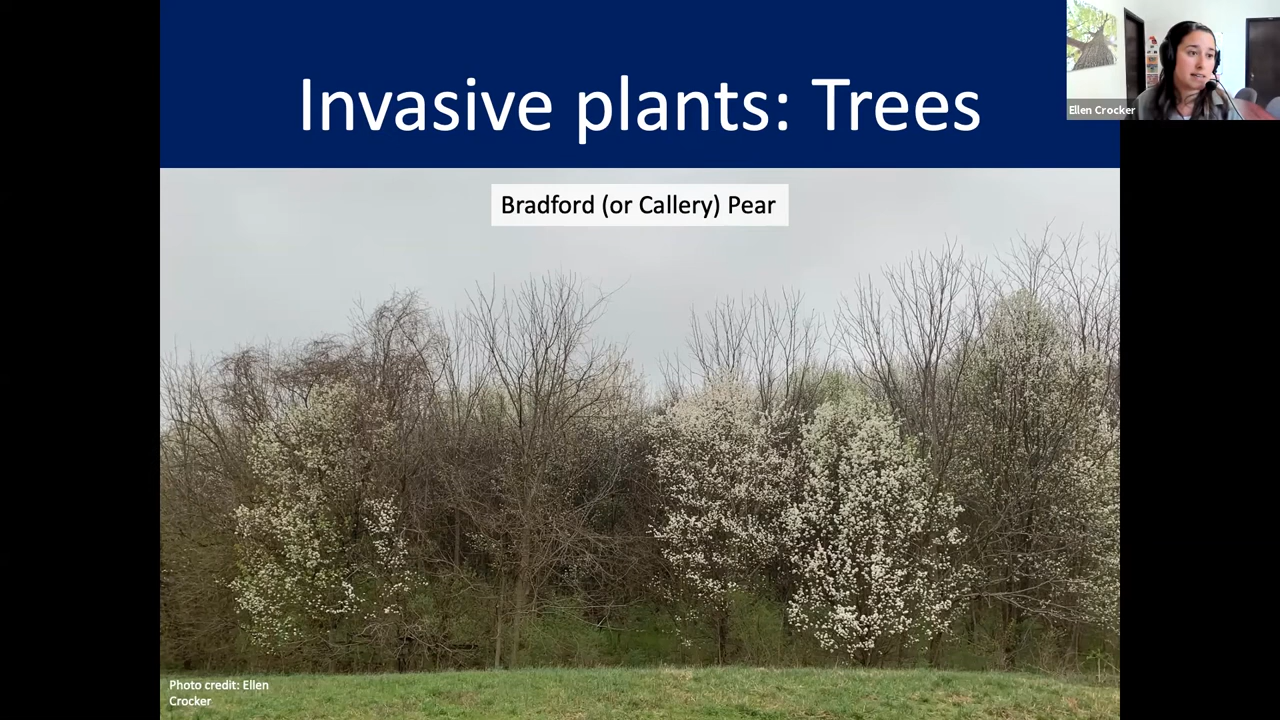 Invasive plants: Trees
Ellen Crocker
Bradford (or Callery) Pear
Photo credit: Ellen
Crocker